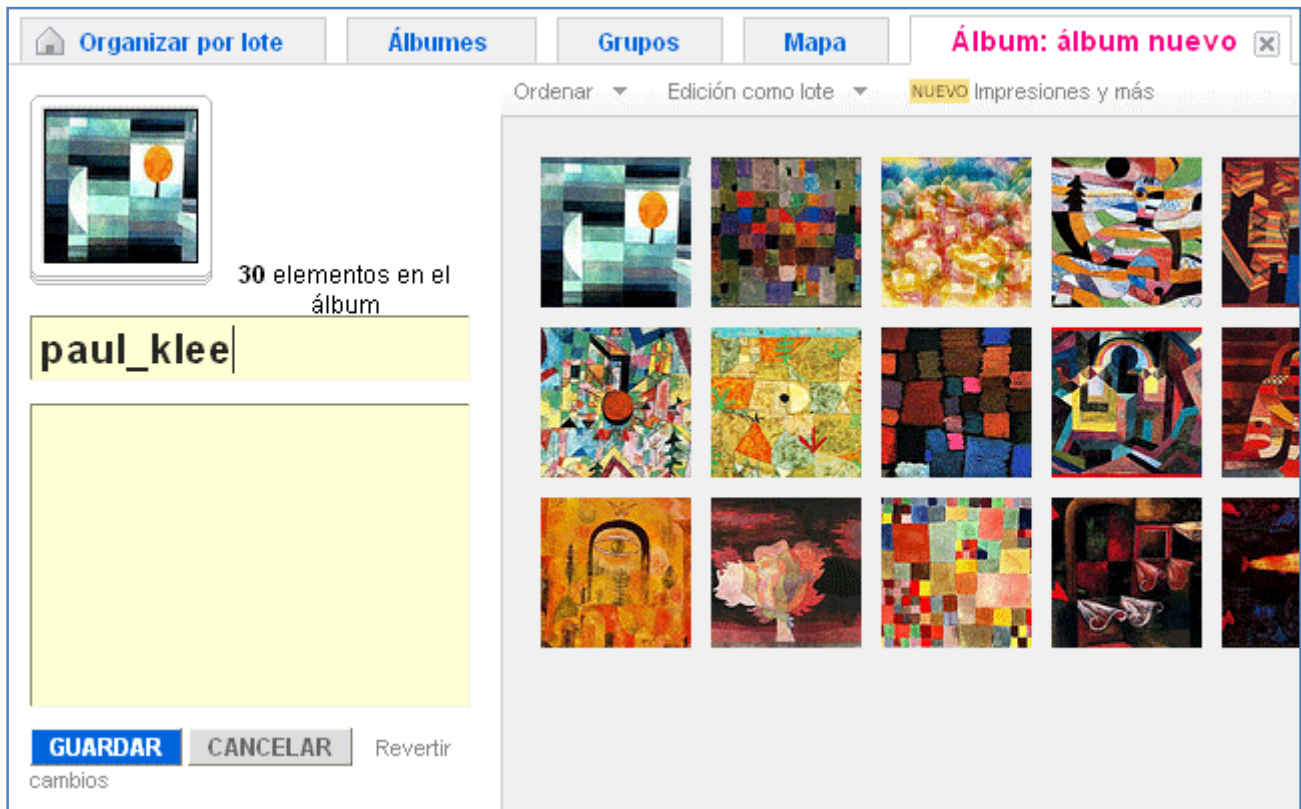 Organizar por lote
Álbumes
Grupos
Mapa
Álbum: álbum nuevo
Ordenar
Edición como lote
NUEVO Impresiones y más
30 elementos en el
álbum
paul_klee
GUARDAR
CANCELAR
Revertir
cambios